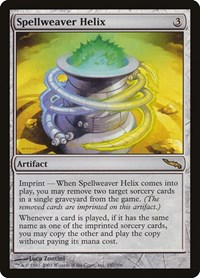 Spellweaver Helix 3
Artifact
Imprint — When Spellweaver Helix comes into
play, you may remove two target sorcery
cards in a single graveyard from the game. (The
removed cards are imprinted on this artifact.)
Whenever a card is played, if it has the same
name as one of the imprinted sorcery cards,
you may copy the other and play the copy
without paying its mana cost.
Luca Zontini